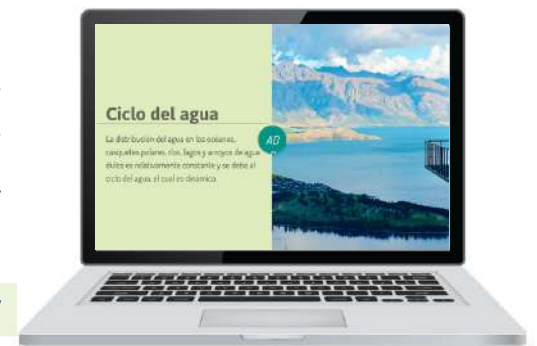 Ciclo del agua
La distribución del agua en los océanos,
casquetes polares, ríos, lagos y arroyos de agua
dulce es relativamente constante y se debe al
ciclo del agua, el cual es dinámico.
AD